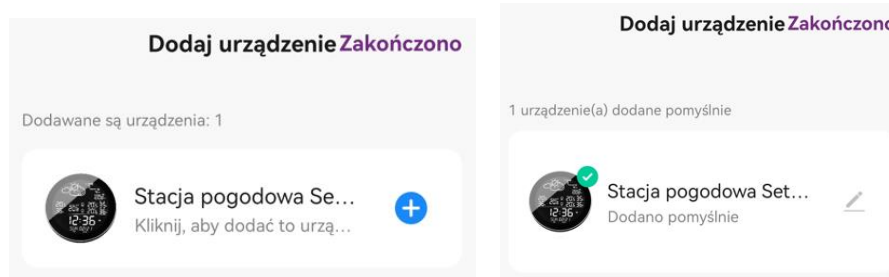 Dodaj urządzenie Zakończono
Dodawane są urządzenia: 1
Stacja pogodowa Se...
Kliknij, aby dodać to urzą...
Dodaj urządzenie Zakończono
1 urządzenie(a) dodane pomyślnie
Stacja pogodowa Set...
Dodano pomyślnie